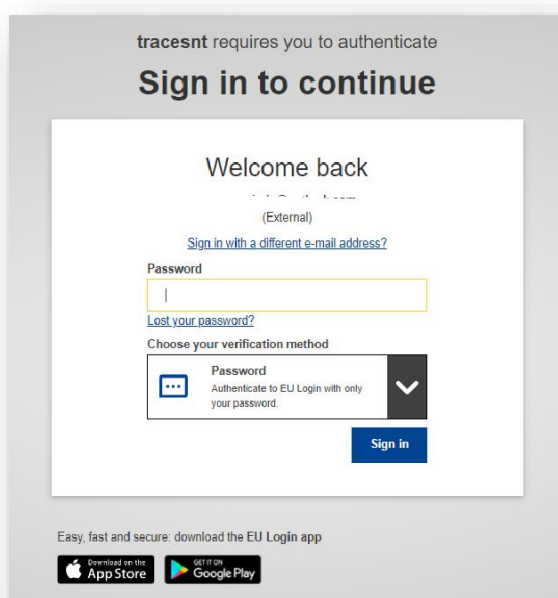 tracesnt requires you to authenticate
Sign in to continue
Welcome back
(External)
Sign in with a different e-mail address?
Password
Lost your password?
Choose your verification method
Password
Authenticate to EU Login with only
your password.
Sign in
Easy, fast and secure: download the EU Login app
Download on the
App Store
GET IT ON
Google Play